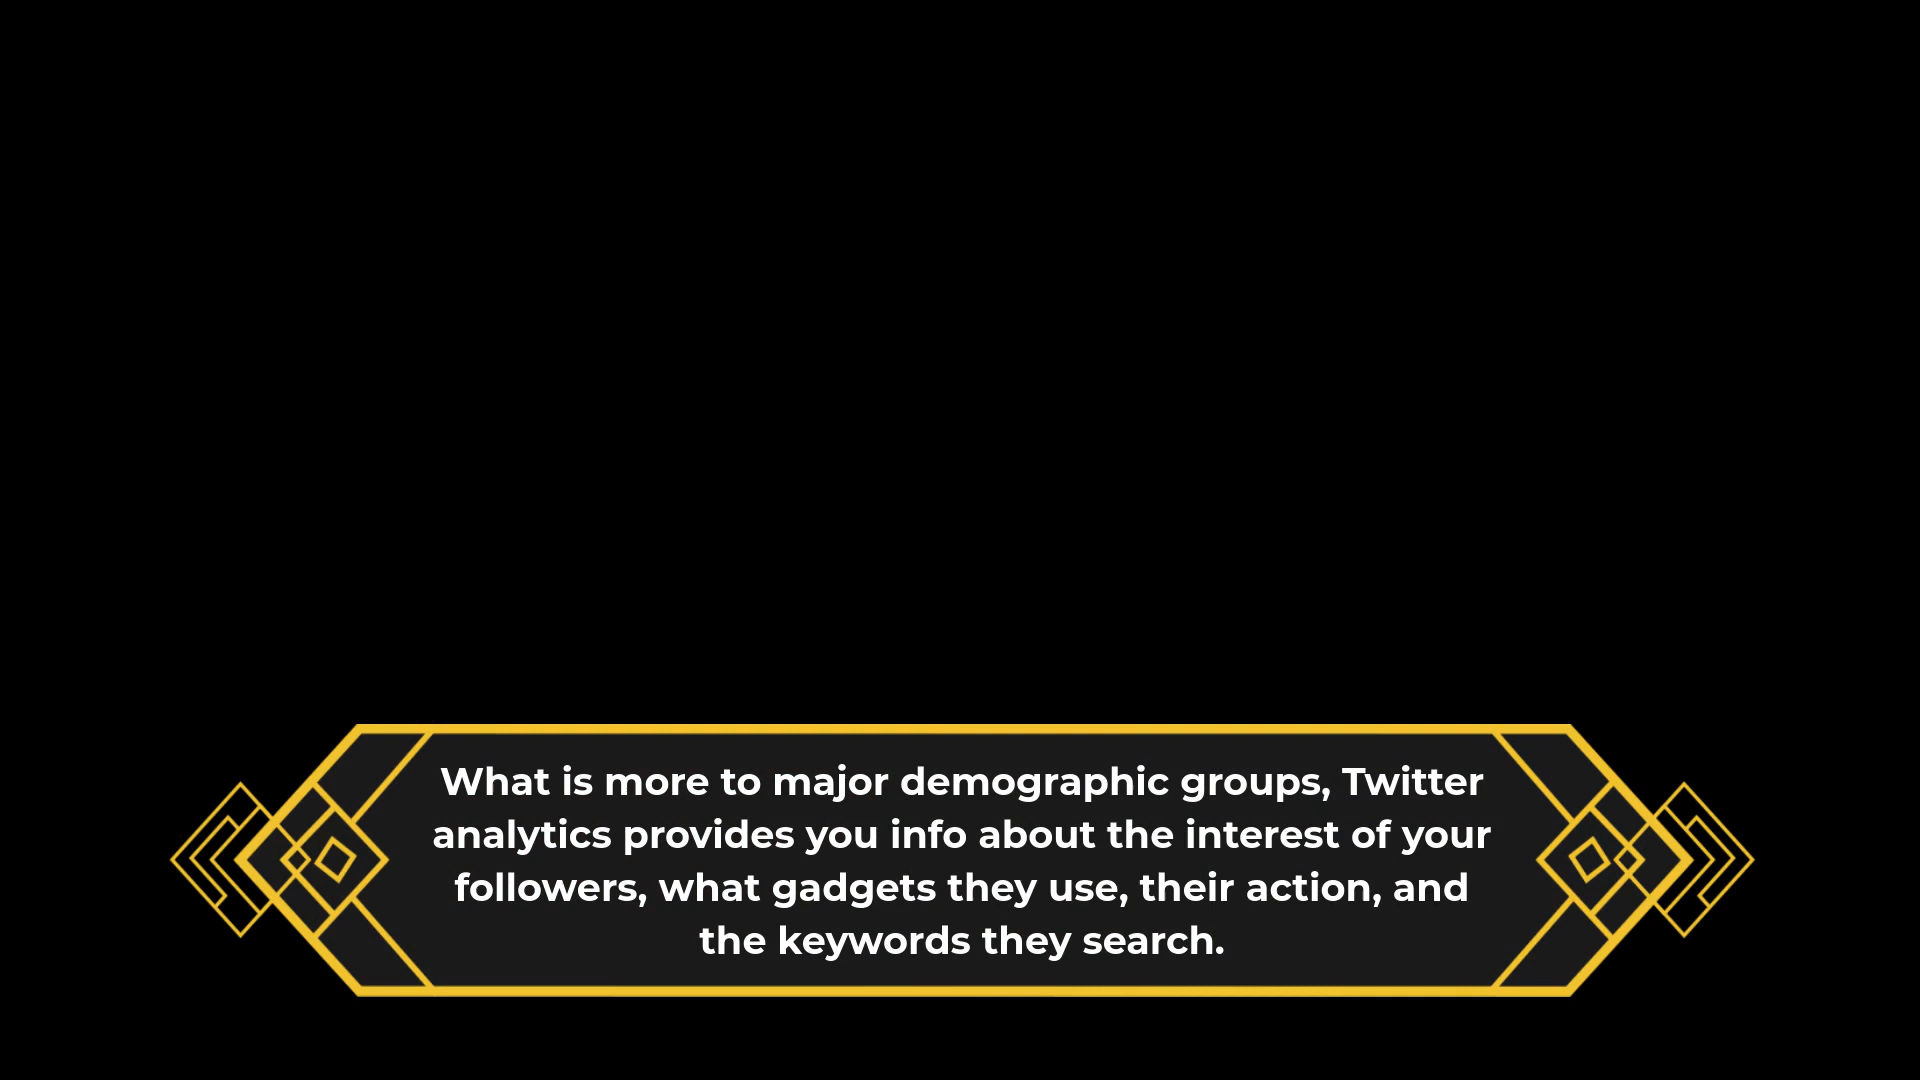 What is more to major demographic groups, Twitter
analytics provides you info about the interest of your
followers, what gadgets they use, their action, and
the keywords they search.